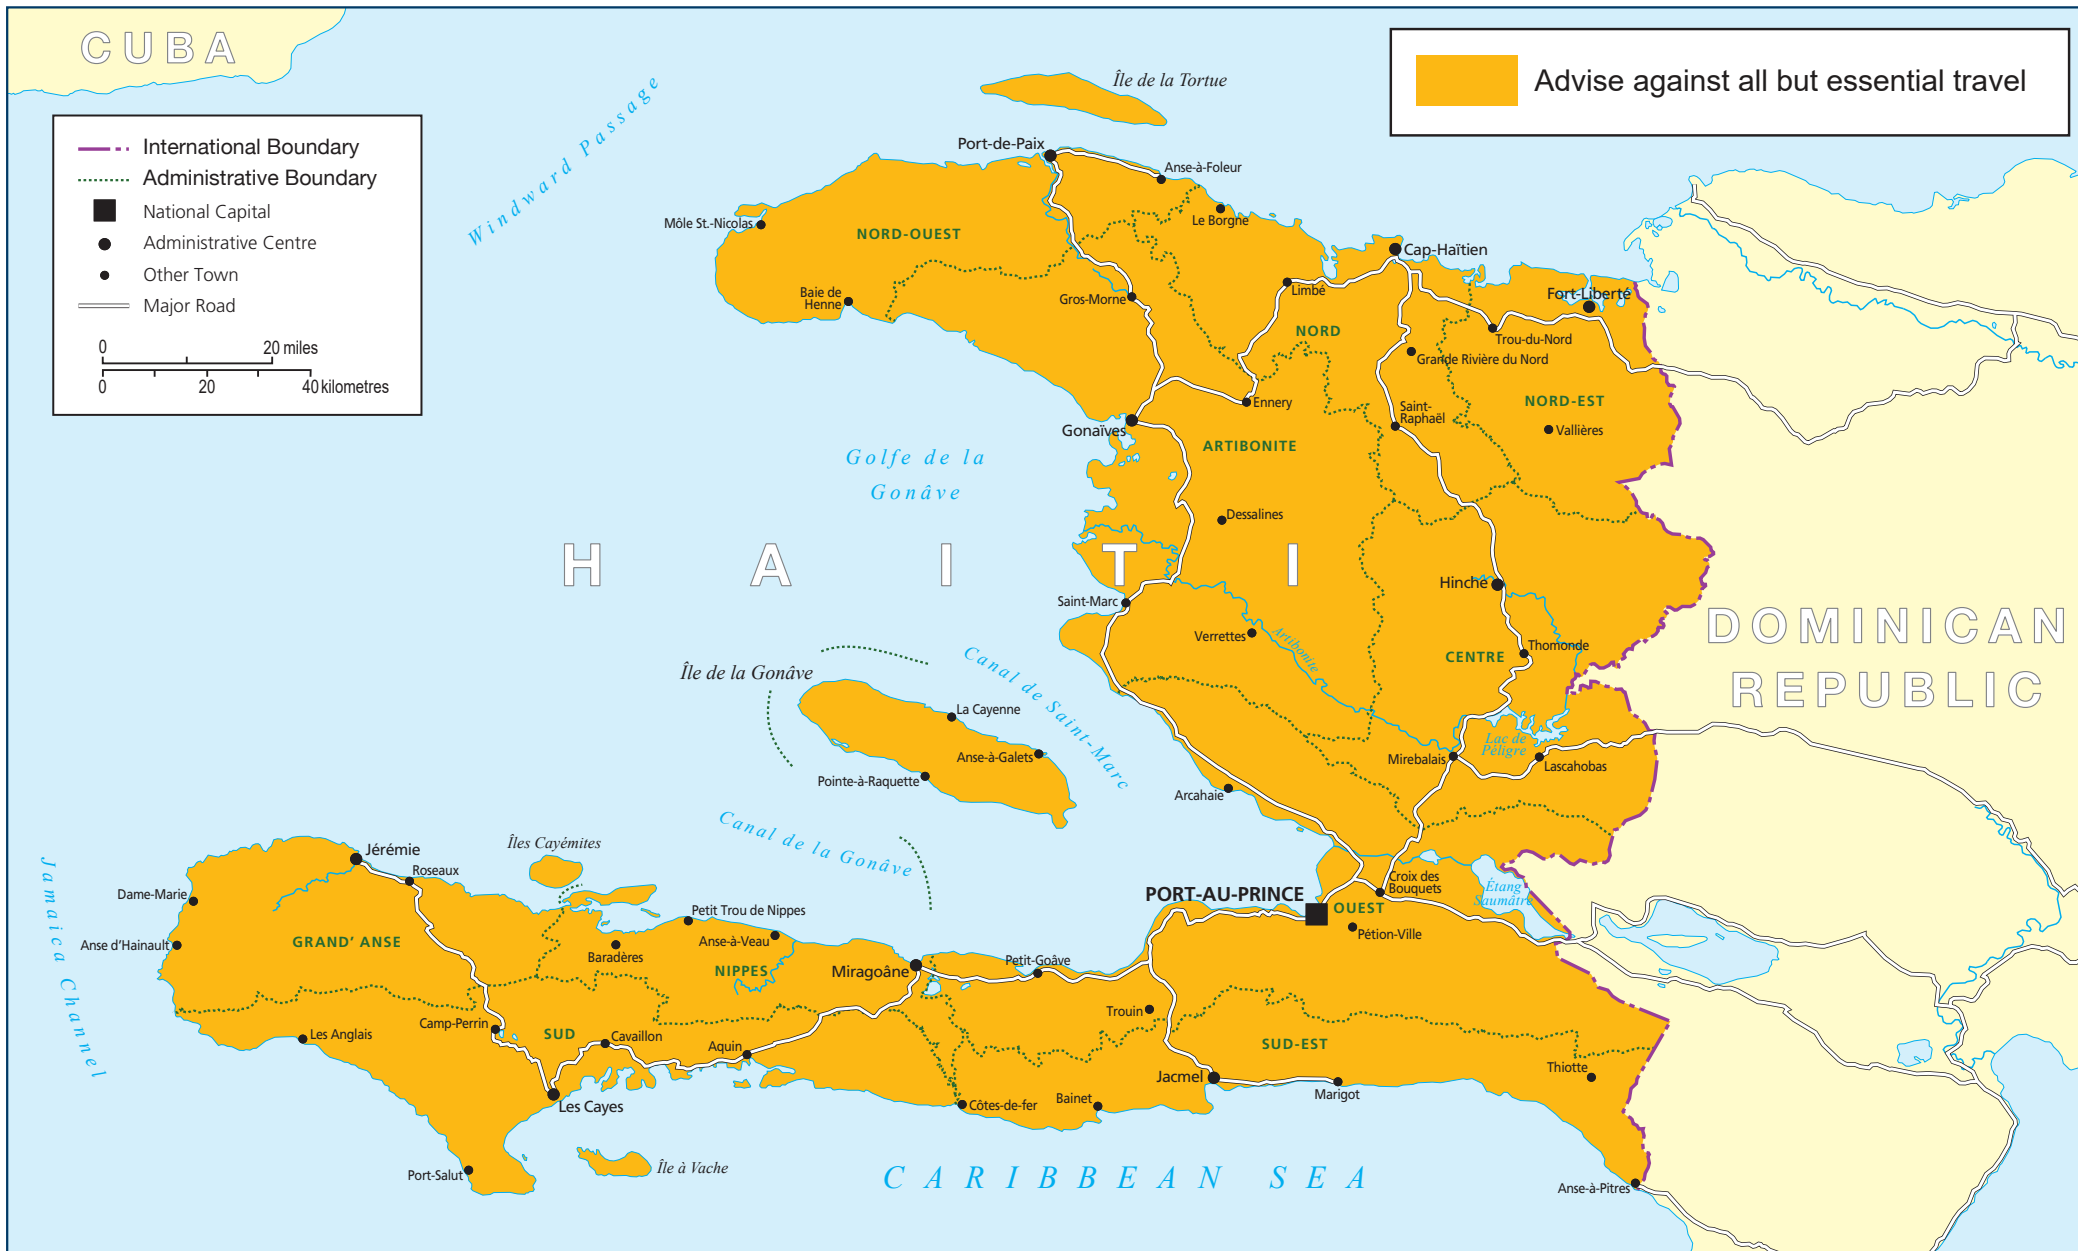 CUBA
Advise against all but essential travel
International Boundary
Administrative Boundary
National Capital
Administrative Centre
Other Town
Major Road
0
20 miles
0
20
40 kilometres
Windward Passage
Île de la Tortue
Port-de-Paix
Anse-à-Foleur
Le Borgne
Môle St.-Nicolas
NORD-OUEST
Cap-Haïtien
Baie de
Henne
Gros-Morne
Limbé
Fort-Liberté
NORD
Trou-du-Nord
Grande Rivière du Nord
Ennery
Saint-
Raphaël
NORD-EST
Vallières
Gonaïves
ARTIBONITE
Golfe de la
Gonâve
Dessalines
HAITI
Hinche
Saint-Marc
Verrettes
Artibonite
CENTRE
Thomonde
DOMINICAN
REPUBLIC
Île de la Gonâve
Canal de Saint-Marc
La Cayenne
Anse-à-Galets
Pointe-à-Raquette
Lac de
Péligre
Mirebalais
Lascahobas
Arcahaie
Canal de la Gonâve
Îles Cayémites
Jérémie
Roseaux
Dame-Marie
Anse d'Hainault
GRAND' ANSE
Jamaica Channel
Petit Trou de Nippes
Anse-à-Veau
Baradères
NIPPES
Miragoâne
Petit-Goâve
PORT-AU-PRINCE
OUEST
Croix des
Bouquets
Étang
Saumâtre
Pétion-Ville
Trouin
Les Anglais
Camp-Perrin
SUD
Cavaillon
Aquin
SUD-EST
Thiotte
Jacmel
Marigot
Les Cayes
Côtes-de-fer
Bainet
Port-Salut
Île à Vache
CARIBBEAN SEA
Anse-à-Pitres